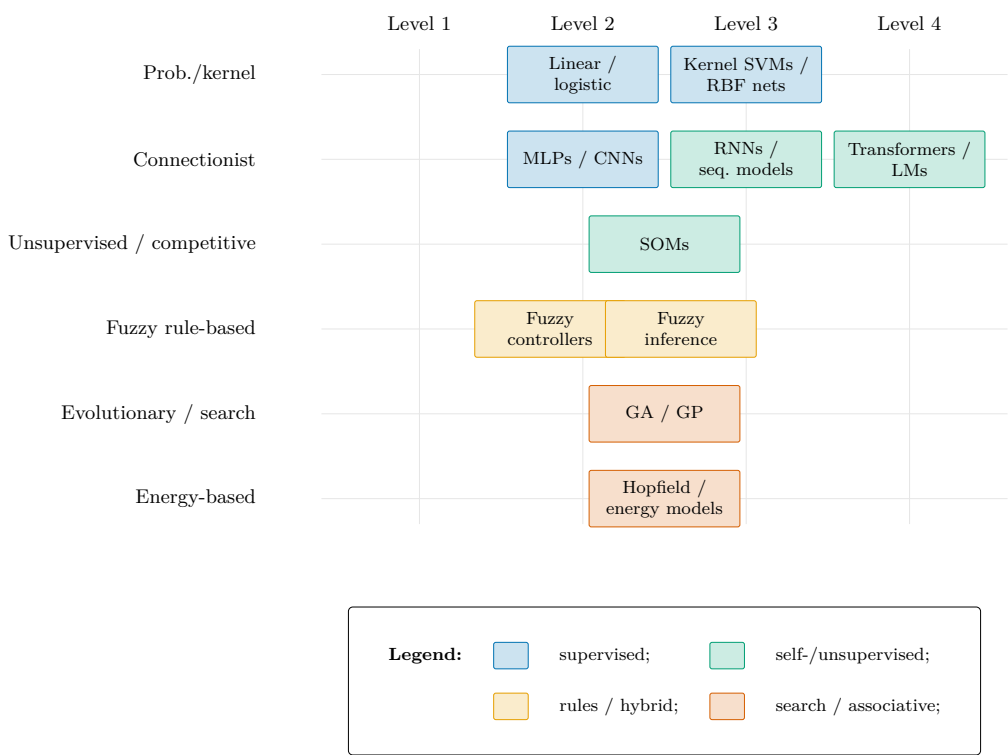 Level 1
Level 2
Level 3
Level 4
Prob./kernel
Linear /
logistic
Kernel SVMs /
RBF nets
Connectionist
MLPs / CNNs
RNNs /
seq. models
Transformers /
LMs
Unsupervised / competitive
SOMs
Fuzzy rule-based
Fuzzy
controllers
Fuzzy
inference
Evolutionary / search
GA / GP
Energy-based
Hopfield /
energy models
Legend:
supervised;
self-/unsupervised;
rules / hybrid;
search / associative;